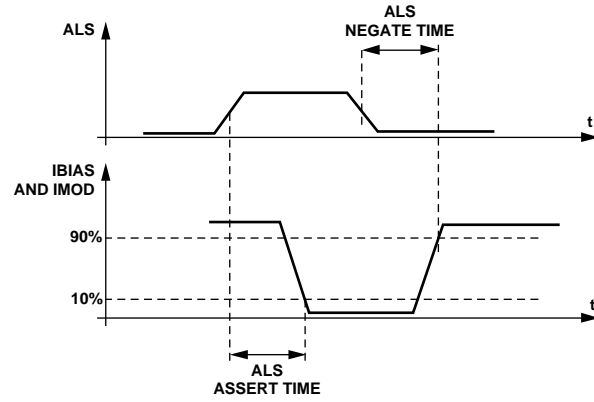 ALS
NEGATE TIME
ALS
t
IBIAS
AND IMOD
90%
10%
t
ALS
ASSERT TIME